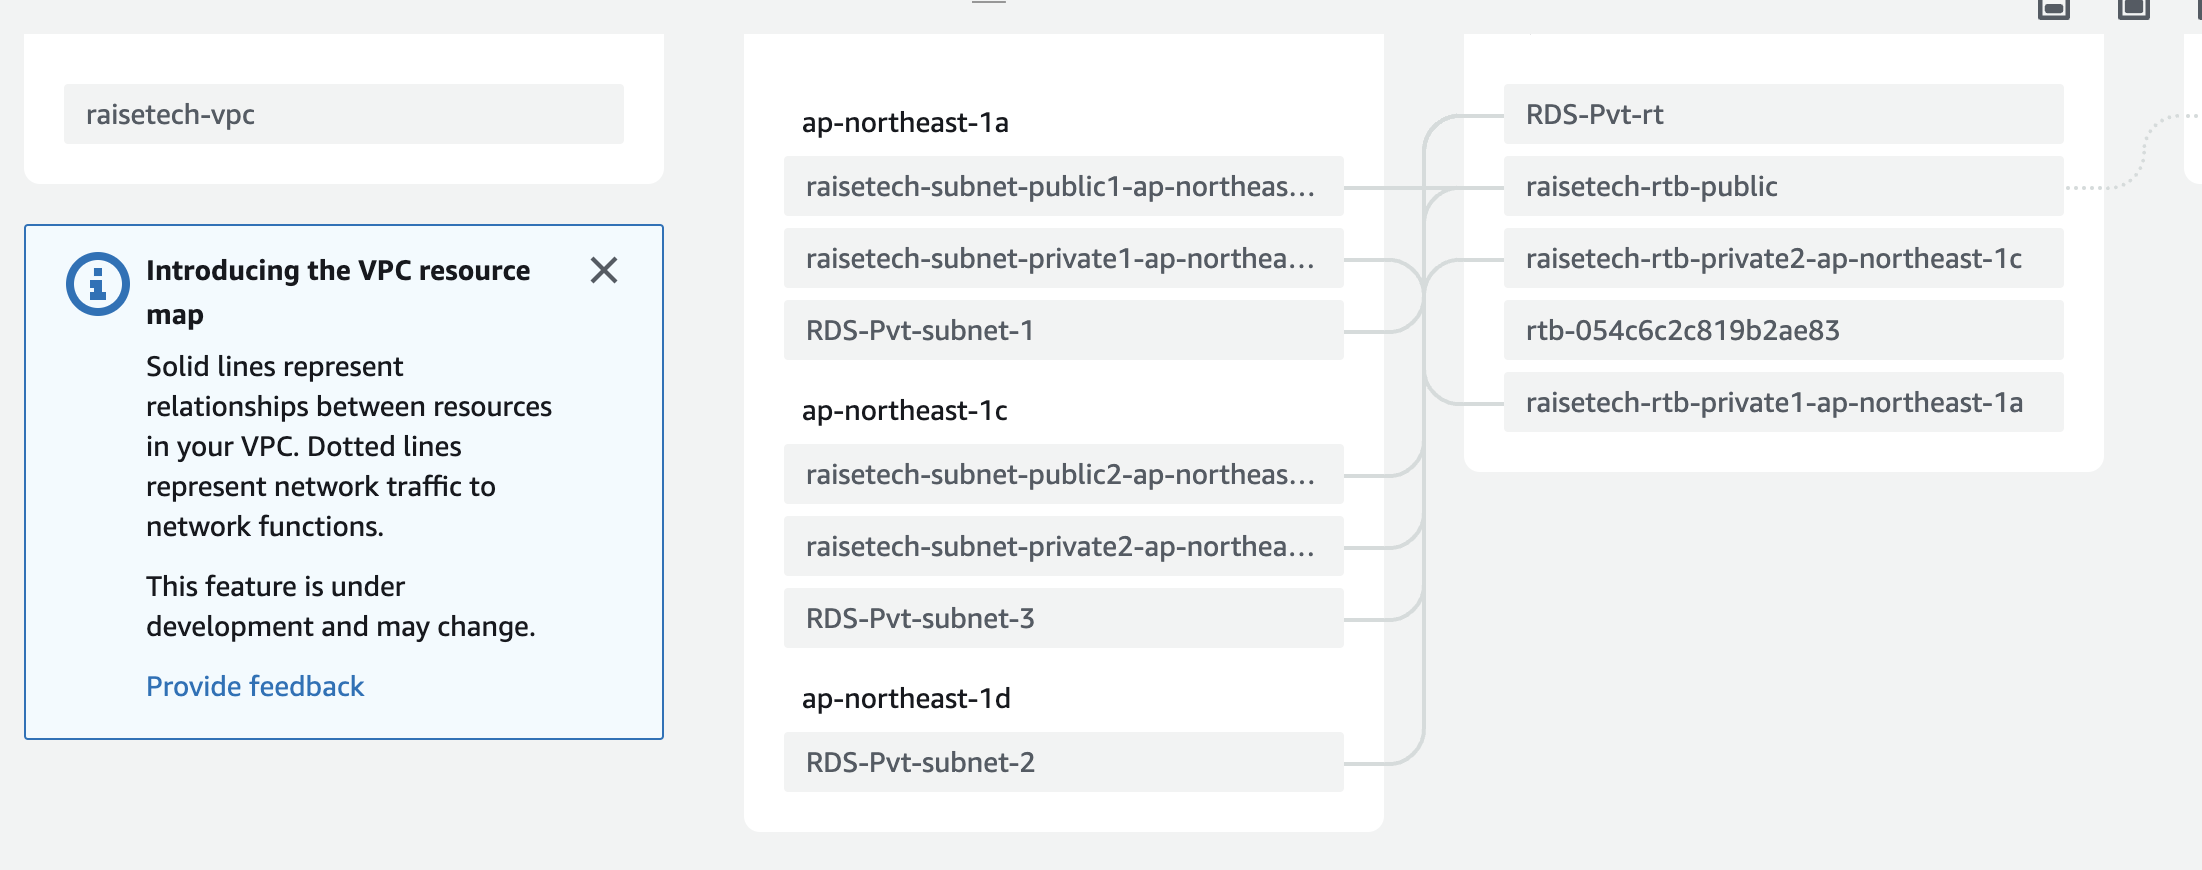 raisetech-vpc
Introducing the VPC resource
map
Solid lines represent
relationships between resources
in your VPC. Dotted lines
represent network traffic to
network functions.
This feature is under
development and may change.
Provide feedback
ap-northeast-1a
raisetech-subnet-public1-ap-northeas...
raisetech-subnet-private1-ap-northea...
RDS-Pvt-subnet-1
ap-northeast-1c
raisetech-subnet-public2-ap-northeas...
raisetech-subnet-private2-ap-northea...
RDS-Pvt-subnet-3
ap-northeast-1d
RDS-Pvt-subnet-2
RDS-Pvt-rt
raisetech-rtb-public
raisetech-rtb-private2-ap-northeast-1c
rtb-054c6c2c819b2ae83
raisetech-rtb-private1-ap-northeast-1a